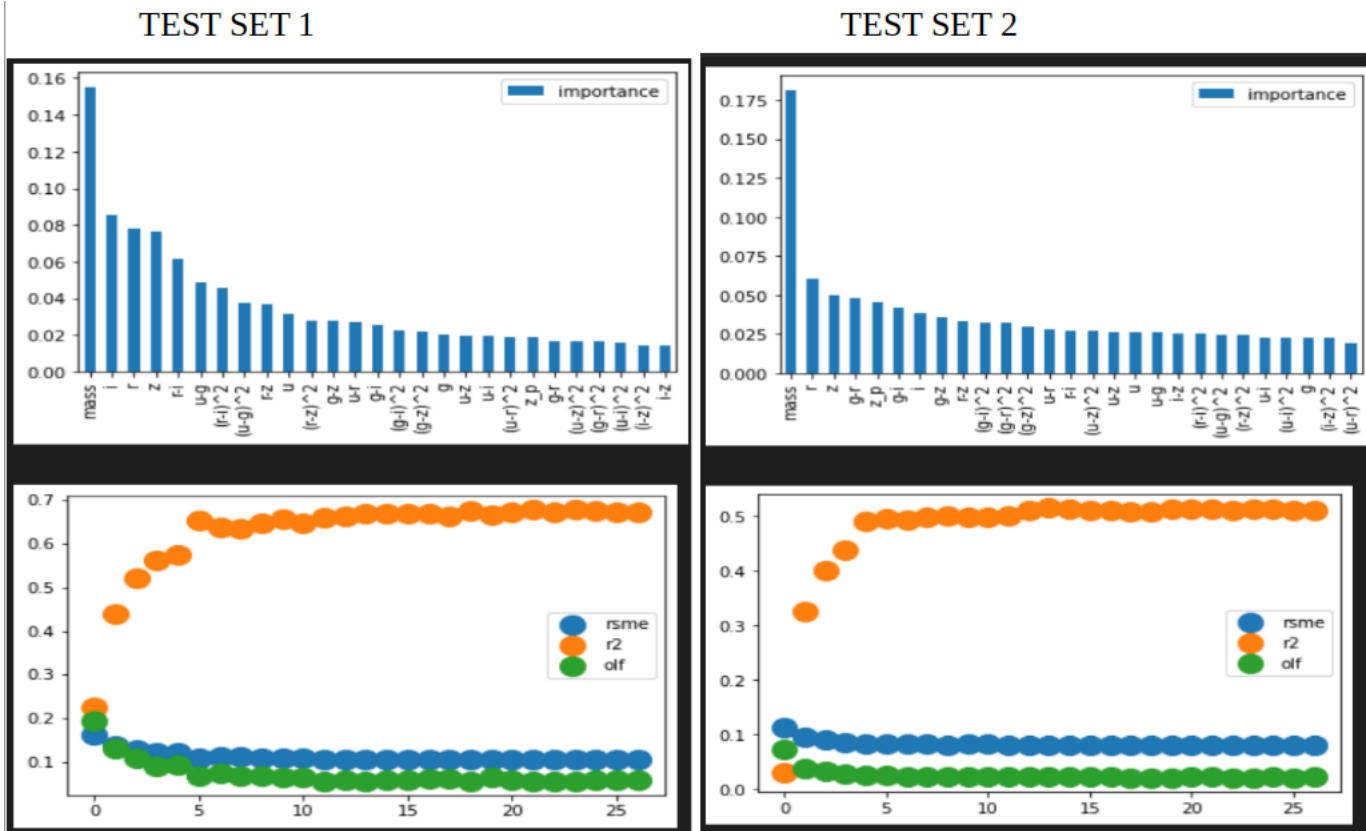 TEST SET 1
0.16
0.14
0.12
0.10
0.08
0.06
0.04
0.02
0.00
importance
mass
i
r
z
r-i
u-g
(r-i)^2
(u-g)^2
r-z
u
(r-z)^2
g-z
u-r
g-i
(g-i)^2
(g-z)^2
g
u-z
u-i
(u-r)^2
z_p
g-r
(u-z)^2
(g-r)^2
(u-i)^2
(i-z)^2
i-z
0.7
0.6
0.5
0.4
0.3
0.2
0.1
rsme
r2
olf
0 5 10 15 20 25
TEST SET 2
0.175
0.150
0.125
0.100
0.075
0.050
0.025
0.000
importance
mass
r
z
g-r
z_p
g-i
i
g-z
r-z
(g-i)^2
(g-r)^2
(g-z)^2
u-r
r-i
(u-z)^2
u-z
u
u-g
i-z
(r-i)^2
(u-g)^2
(r-z)^2
u-i
(u-i)^2
g
(i-z)^2
(u-r)^2
0.5
0.4
0.3
0.2
0.1
0.0
rsme
r2
olf
0 5 10 15 20 25